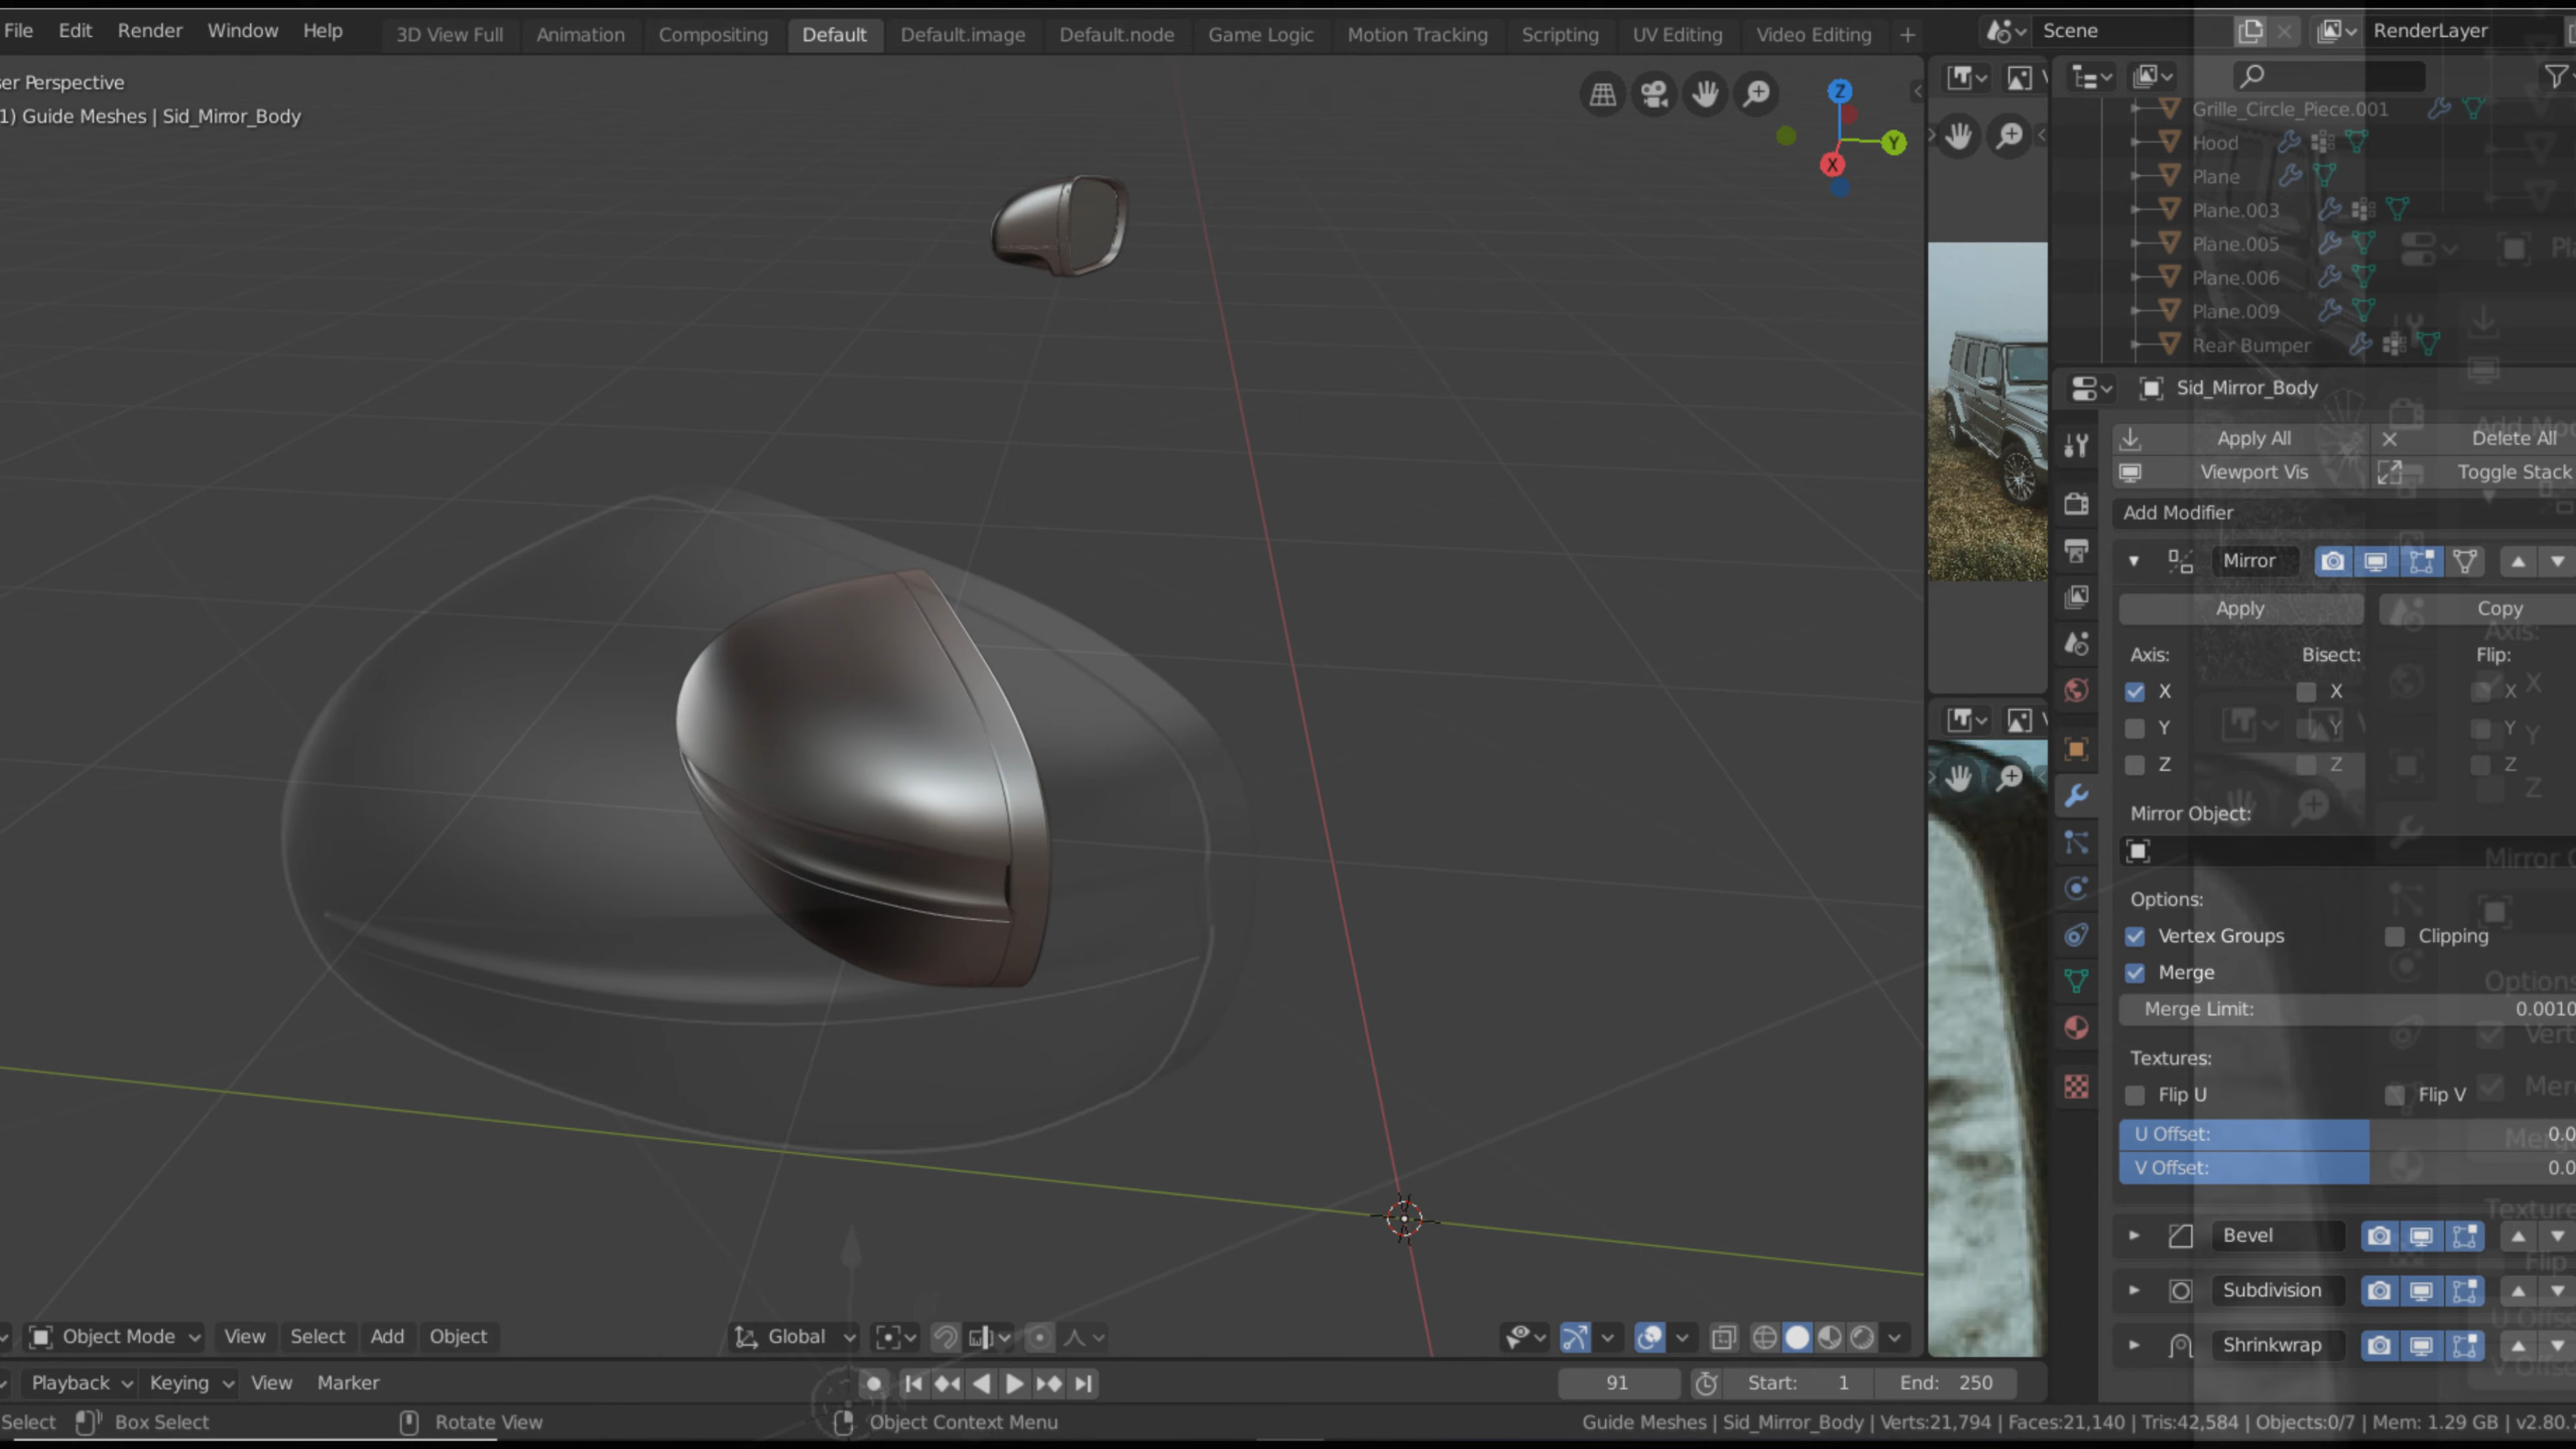 File Edit Render Window Help 3D View Full Animation Compositing Default Default.image Default.node Game Logic Motion Tracking Scripting UV Editing Video Editing + Scene RenderLayer
ser Perspective
1) Guide Meshes | Sid_Mirror_Body
Z
Y
X
Grille_Circle_Piece.001
Hood
Plane
Plane.003
Plane.005
Plane.006
Plane.009
Rear Bumper
Sid_Mirror_Body
Apply All Delete All
Viewport Vis Toggle Stack
Add Modifier
Mirror
Apply Copy
Axis: Bisect: Flip:
X X X
Y Y Y
Z Z Z
Mirror Object:
Options:
Vertex Groups Clipping
Merge
Merge Limit: 0.0010
Textures:
Flip U Flip V
U Offset: 0.0
V Offset: 0.0
Bevel
Subdivision
Shrinkwrap
Object Mode View Select Add Object Global
Playback Keying View Marker 91 Start: 1 End: 250
Select Box Select Rotate View Object Context Menu Guide Meshes | Sid_Mirror_Body | Verts:21,794 | Faces:21,140 | Tris:42,584 | Objects:0/7 | Mem: 1.29 GB | v2.80.7